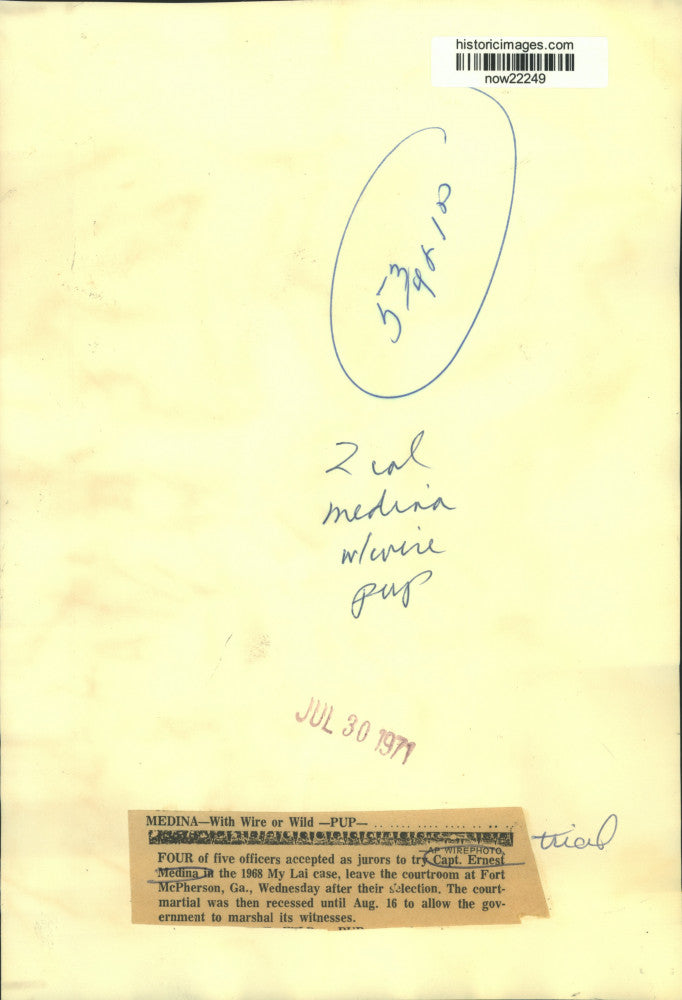 historicimages.com
now22249
5 3/4 x 18
2 col
medina
w/wire
pup
JUL 30 1971
MEDINA—With Wire or Wild —PUP—
AP WIREPHOTO
FOUR of five officers accepted as jurors to try Capt. Ernest
Medina in the 1968 My Lai case, leave the courtroom at Fort
McPherson, Ga., Wednesday after their selection. The court-
martial was then recessed until Aug. 16 to allow the gov-
ernment to marshal its witnesses.
trial